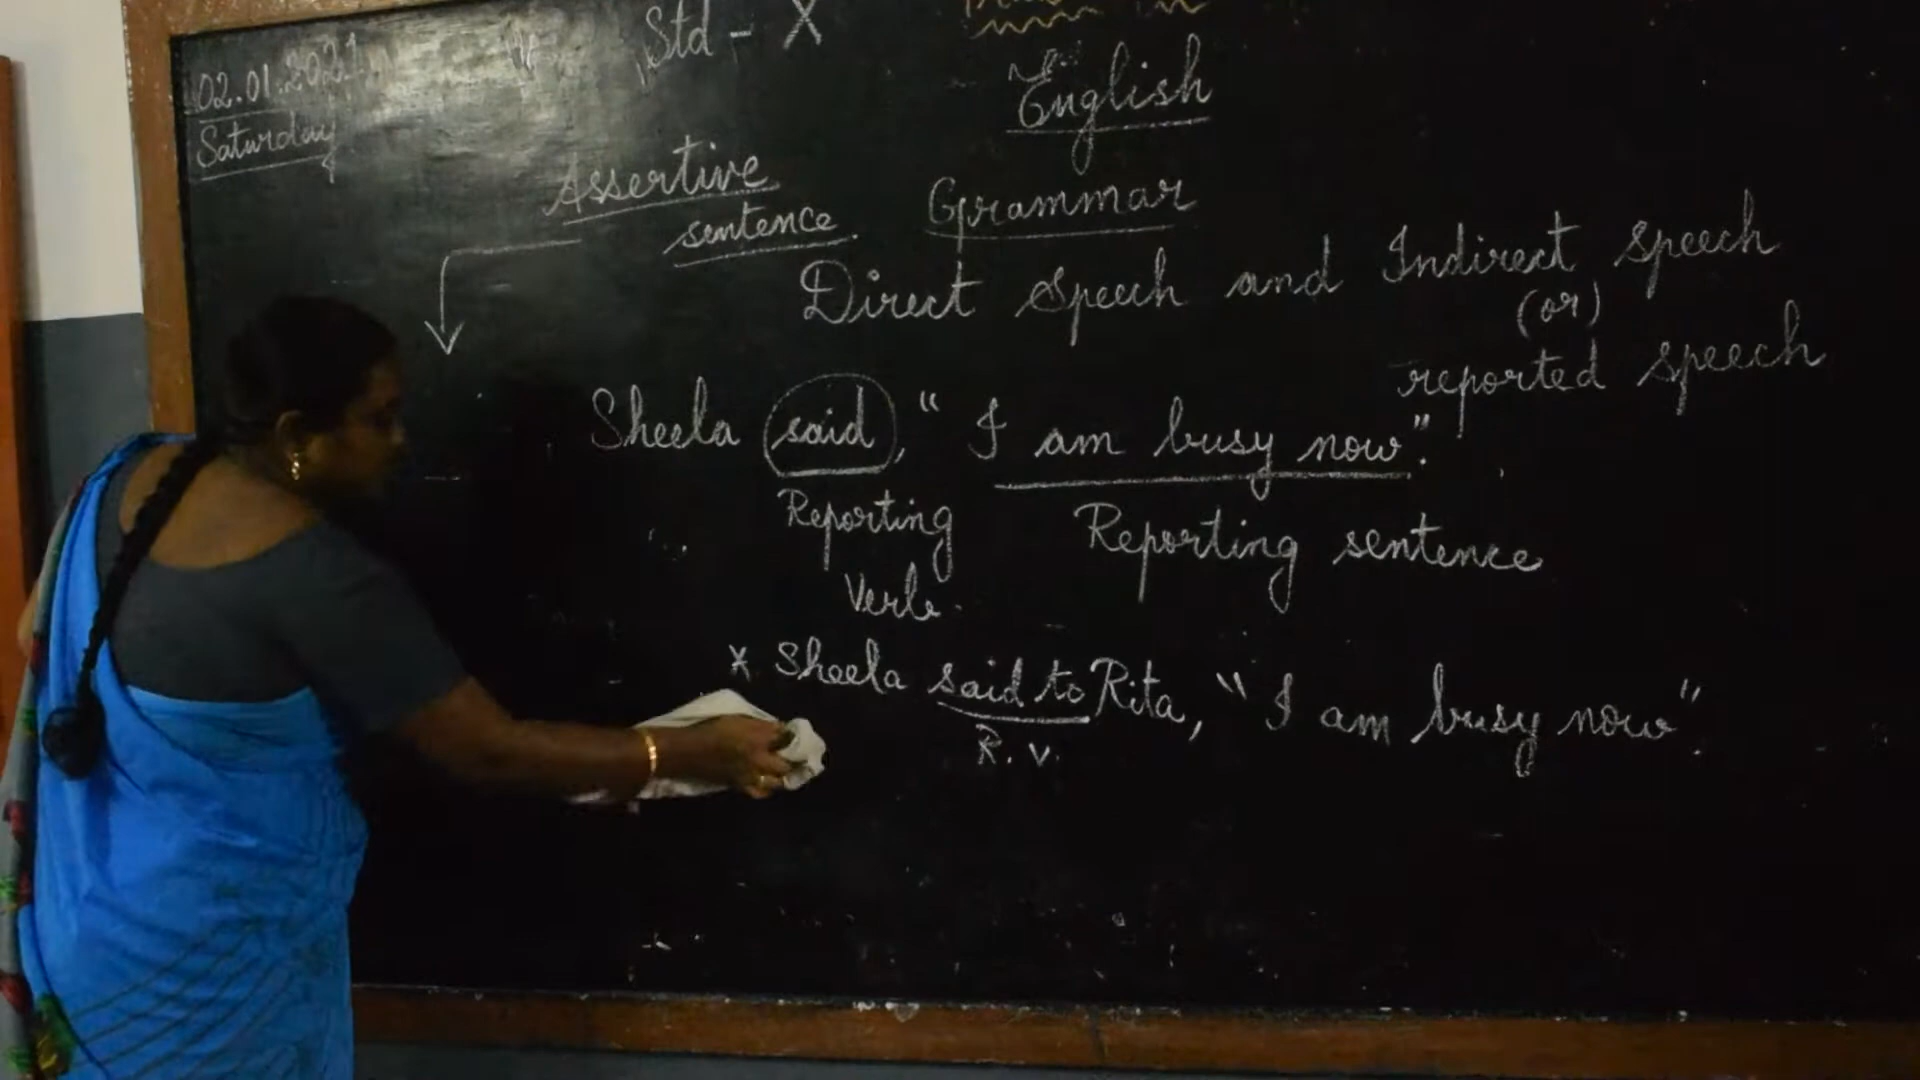 Std - X
02.01.2021
Saturday
English
Assertive
sentence.
Grammar
Direct Speech and Indirect Speech
(or)
reported speech
Sheela said, "I am busy now".
Reporting
Verb.
Reporting sentence
* Sheela said to Rita, "I am busy now".
R. V.